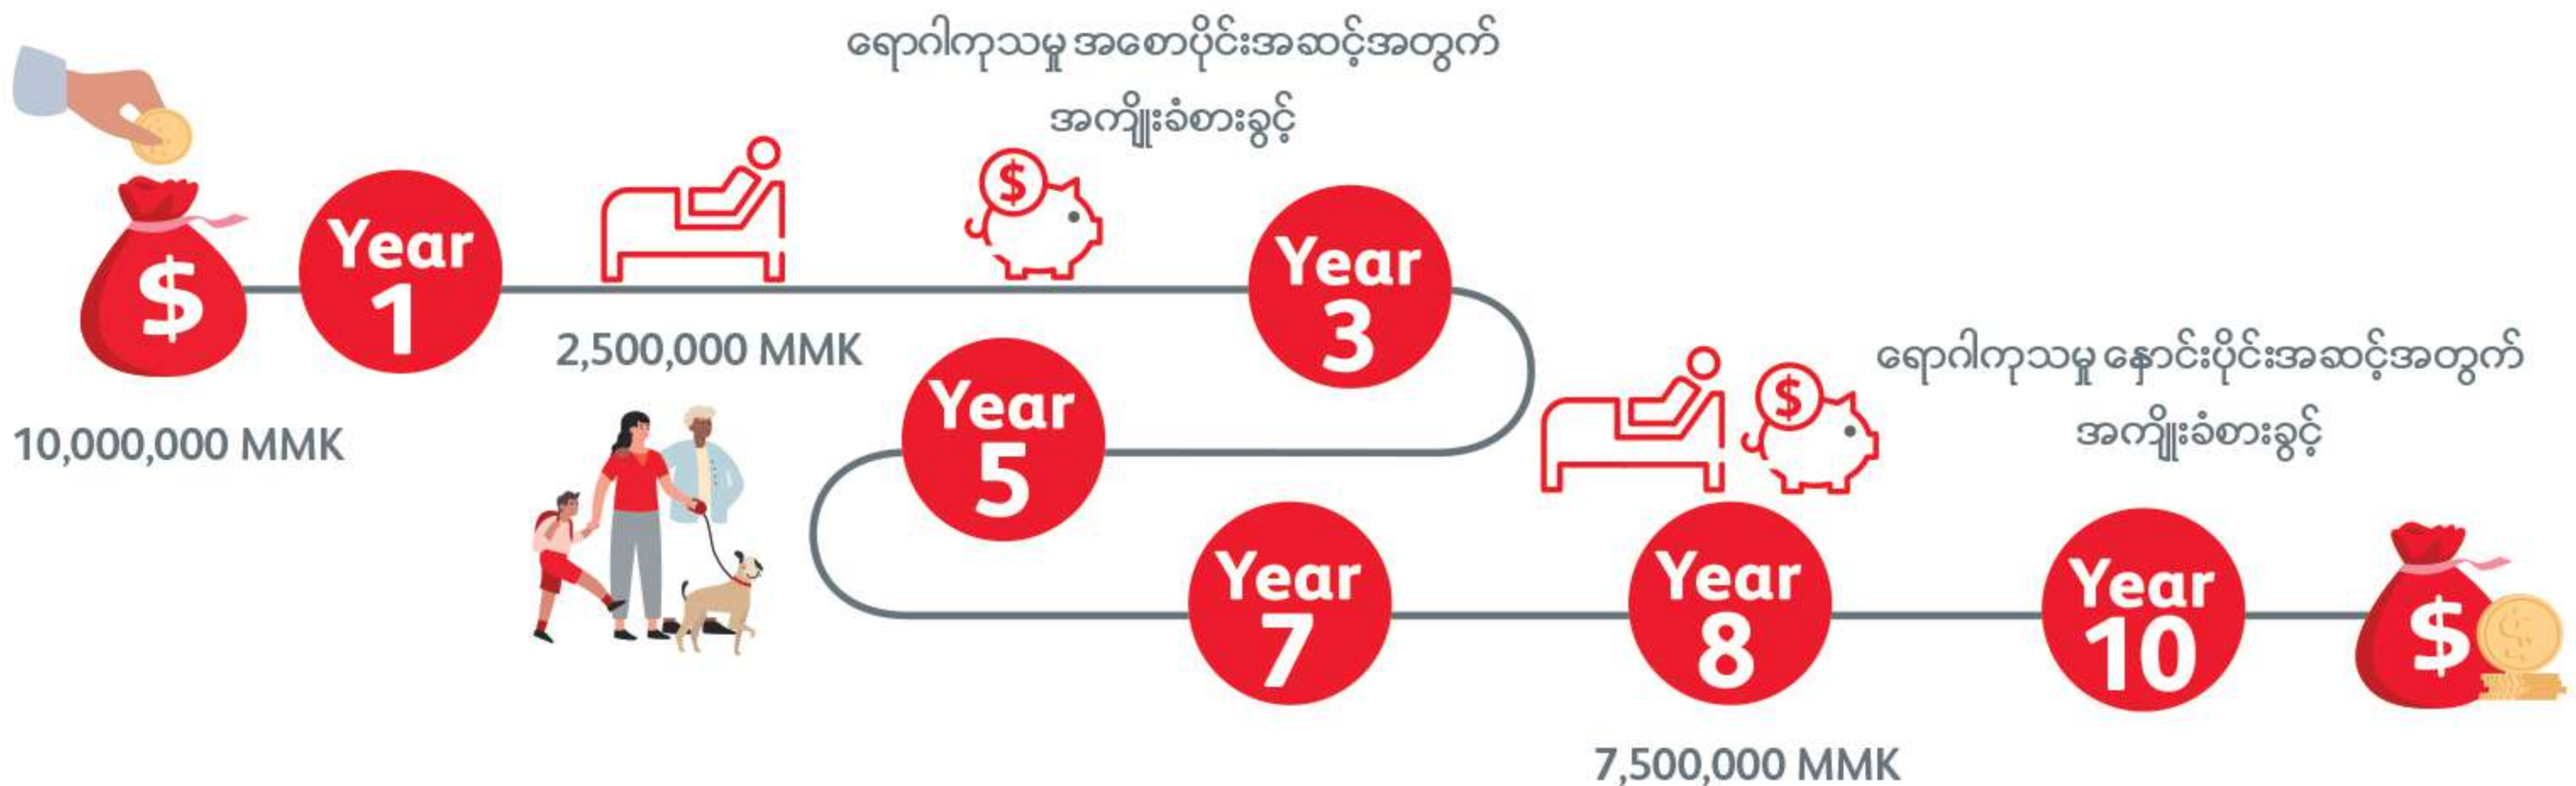 ရောဂါကုသမှု အစောပိုင်းအဆင့်အတွက်
အကျိုးခံစားခွင့်
$
$
Year
1
Year
3
2,500,000 MMK
10,000,000 MMK
Year
5
$
ရောဂါကုသမှု နှောင်းပိုင်းအဆင့်အတွက်
အကျိုးခံစားခွင့်
Year
7
Year
8
Year
10
$
7,500,000 MMK